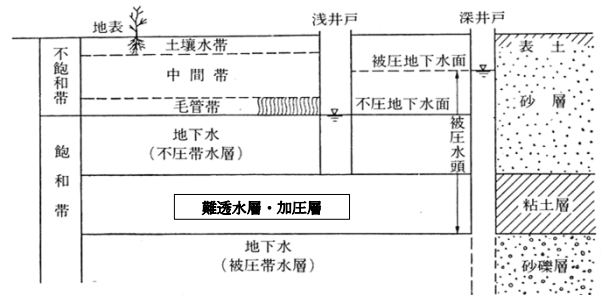 地表
浅井戸
深井戸
不飽和帯
土壌水帯
中間帯
毛管帯
被圧地下水面
不圧地下水面
被圧水頭
表土
砂層
飽和帯
地下水
(不圧帯水層)
難透水層・加圧層
粘土層
地下水
(被圧帯水層)
砂礫層